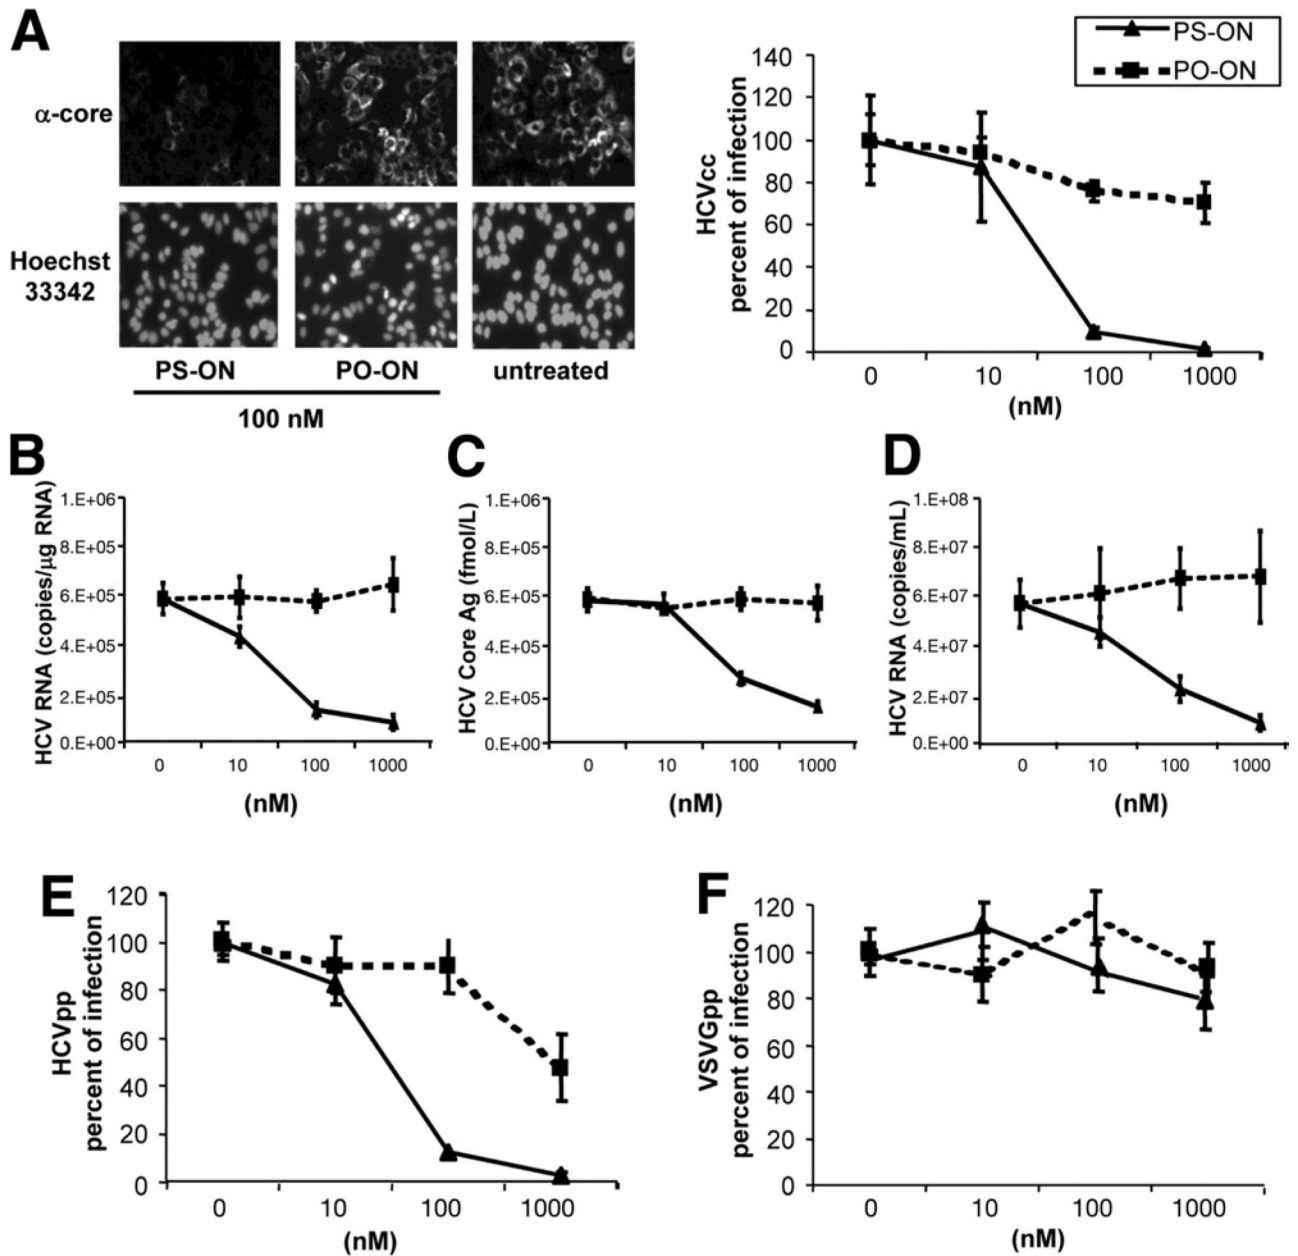 A
α-core
Hoechst
33342
PS-ON
PO-ON
untreated
100 nM
PS-ON
PO-ON
HCVcc
percent of infection
140
120
100
80
60
40
20
0
0 10 100 1000
(nM)
B
HCV RNA (copies/µg RNA)
1.E+06
8.E+05
6.E+05
4.E+05
2.E+05
0.E+00
0 10 100 1000
(nM)
C
HCV Core Ag (fmol/L)
1.E+06
8.E+05
6.E+05
4.E+05
2.E+05
0.E+00
0 10 100 1000
(nM)
D
HCV RNA (copies/mL)
1.E+08
8.E+07
6.E+07
4.E+07
2.E+07
0.E+00
0 10 100 1000
(nM)
E
HCVpp
percent of infection
120
100
80
60
40
20
0
0 10 100 1000
(nM)
F
VSVGpp
percent of infection
120
100
80
60
40
20
0
0 10 100 1000
(nM)